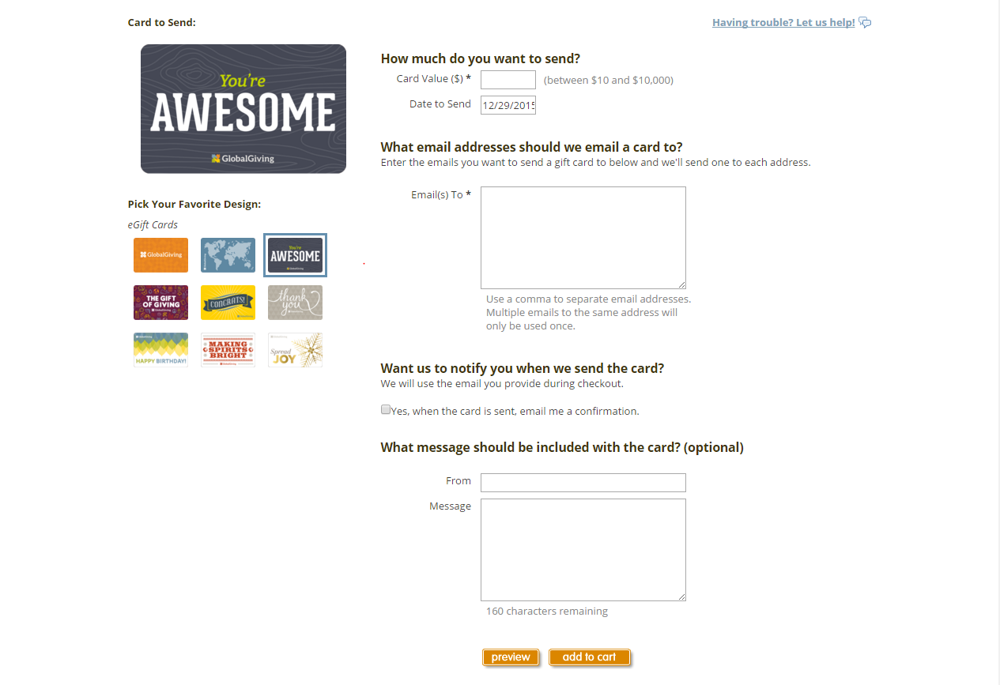 Card to Send:
Having trouble? Let us help!
You're
AWESOME
GlobalGiving
How much do you want to send?
Card Value ($) * (between $10 and $10,000)
Date to Send 12/29/2015
What email addresses should we email a card to?
Enter the emails you want to send a gift card to below and we'll send one to each address.
Email(s) To *
Use a comma to separate email addresses.
Multiple emails to the same address will
only be used once.
Pick Your Favorite Design:
eGift Cards
GlobalGiving
You're
AWESOME
GlobalGiving
THE GIFT
OF GIVING
GlobalGiving
CONGRATS!
GlobalGiving
thank
you
HAPPY BIRTHDAY!
MAKING
SPIRITS
BRIGHT
GlobalGiving
Spread
JOY
Want us to notify you when we send the card?
We will use the email you provide during checkout.
Yes, when the card is sent, email me a confirmation.
What message should be included with the card? (optional)
From
Message
160 characters remaining
preview
add to cart